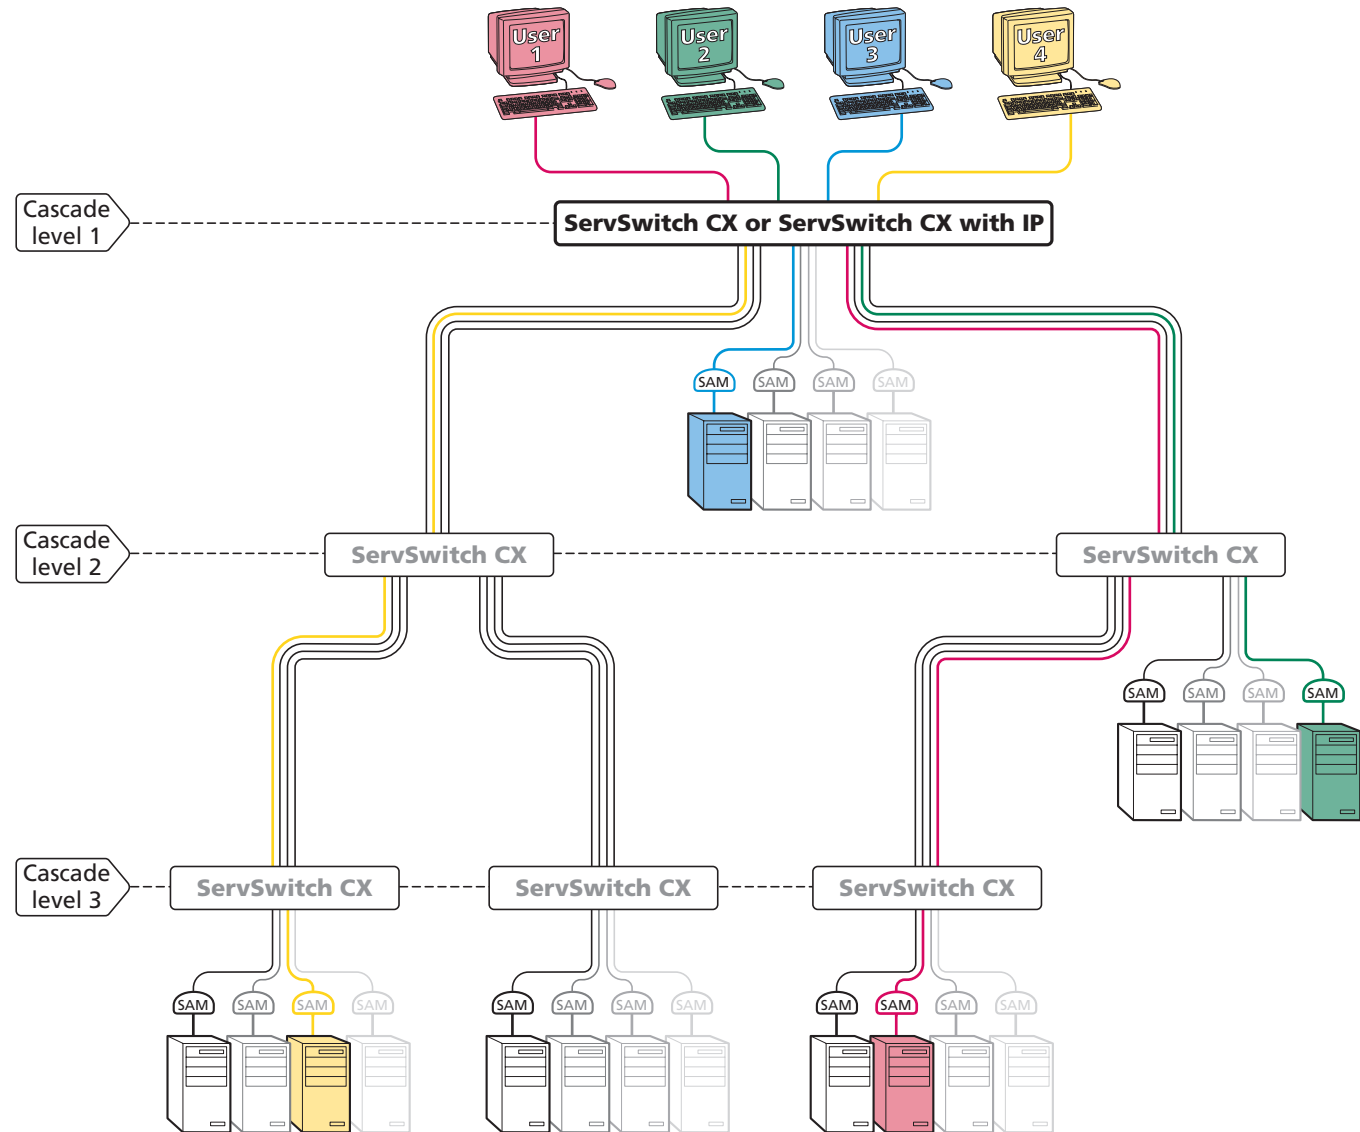 User
1
User
2
User
3
User
4
Cascade
level 1
ServSwitch CX or ServSwitch CX with IP
SAM
SAM
SAM
SAM
Cascade
level 2
ServSwitch CX
ServSwitch CX
SAM
SAM
SAM
SAM
Cascade
level 3
ServSwitch CX
ServSwitch CX
ServSwitch CX
SAM
SAM
SAM
SAM
SAM
SAM
SAM
SAM
SAM
SAM
SAM
SAM